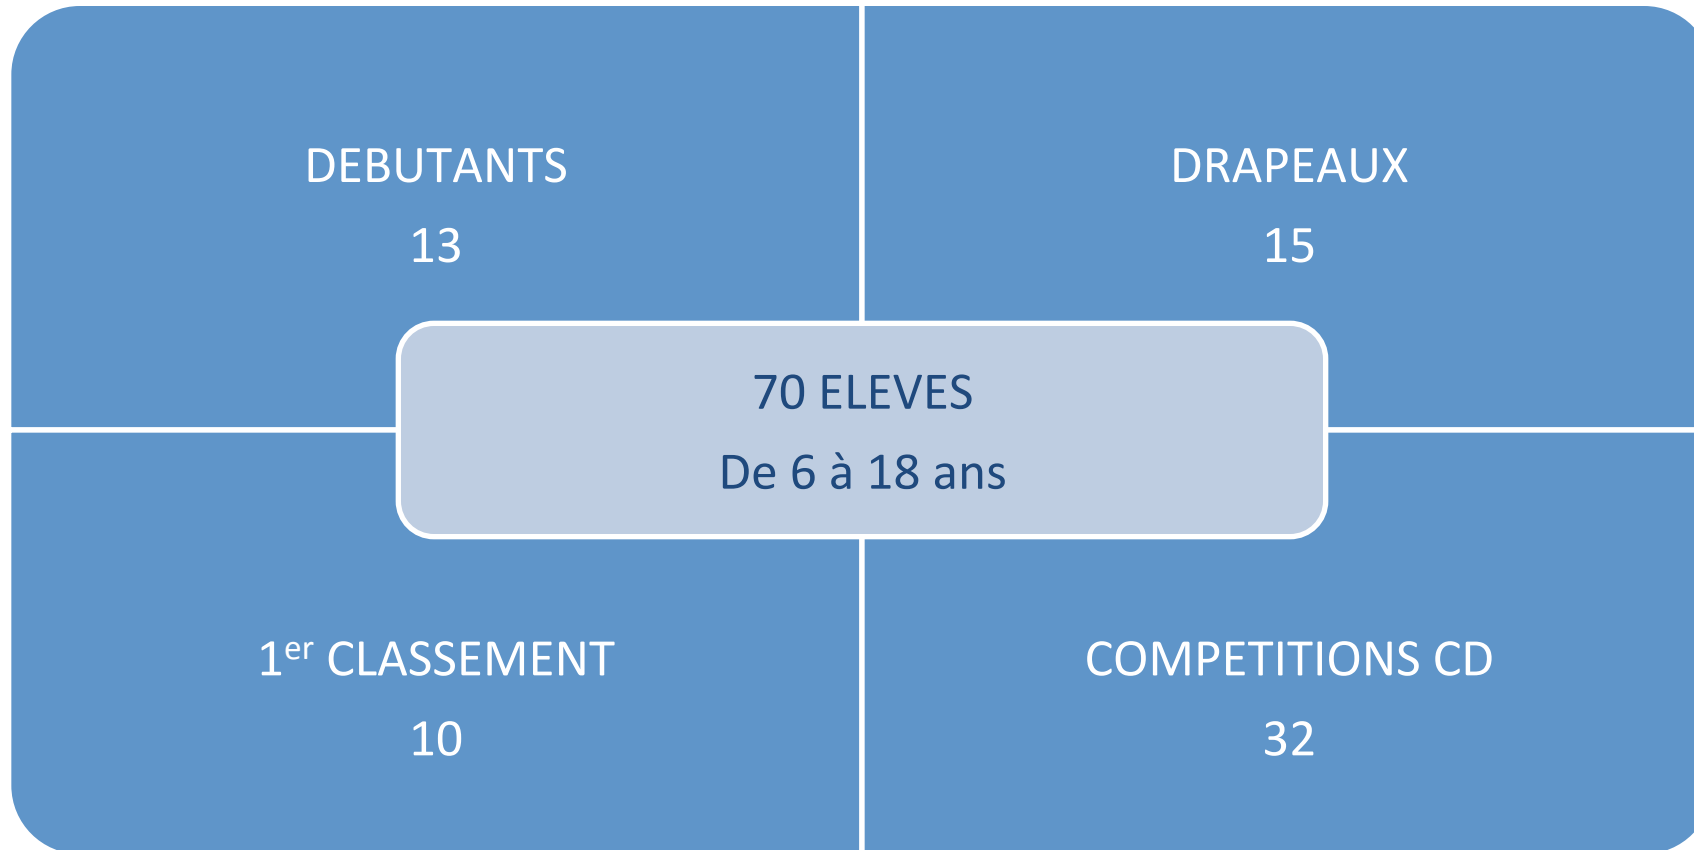 DEBUTANTS
13
DRAPEAUX
15
70 ELEVES
De 6 à 18 ans
1er CLASSEMENT
10
COMPETITIONS CD
32